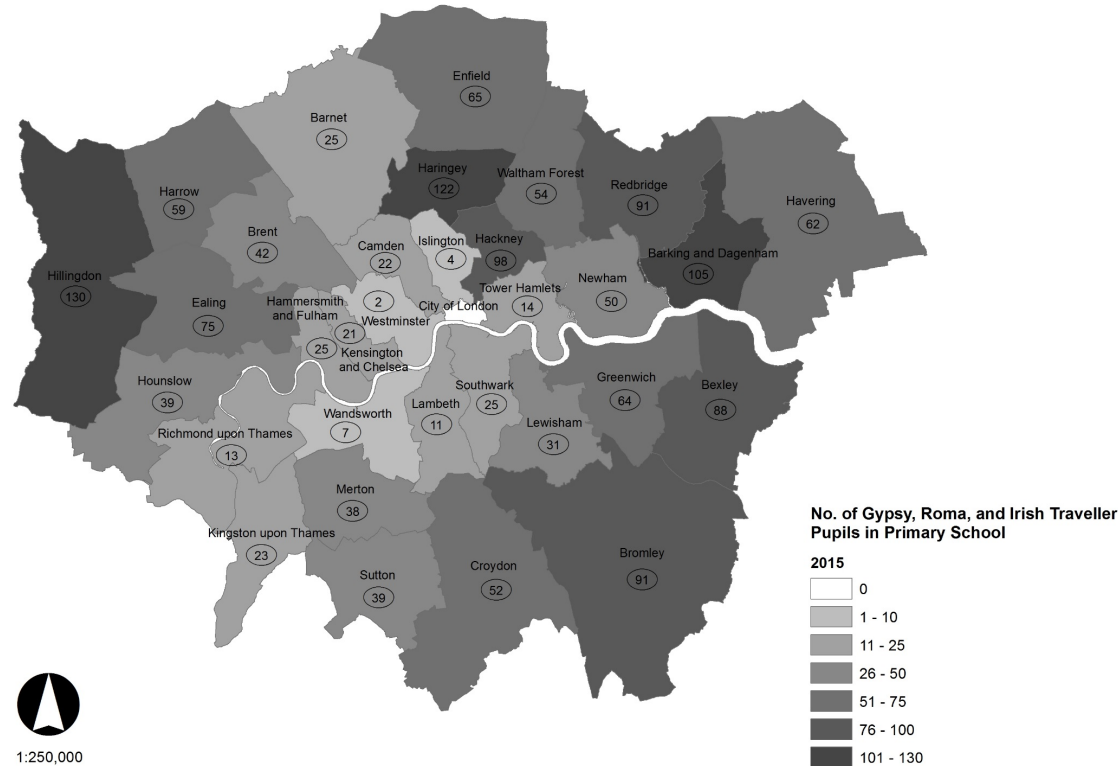 Enfield
65
Barnet
25
Haringey
122
Waltham Forest
54
Redbridge
91
Havering
62
Harrow
59
Brent
42
Camden
22
Islington
4
Hackney
98
Barking and Dagenham
105
Hillingdon
130
Ealing
75
Hammersmith
and Fulham
25
21
Kensington
and Chelsea
2
Westminster
City of London
Tower Hamlets
14
Newham
50
Hounslow
39
Richmond upon Thames
13
Wandsworth
7
Lambeth
11
Southwark
25
Lewisham
31
Greenwich
64
Bexley
88
Merton
38
Kingston upon Thames
23
Sutton
39
Croydon
52
Bromley
91
No. of Gypsy, Roma, and Irish Traveller
Pupils in Primary School
2015
0
1 - 10
11 - 25
26 - 50
51 - 75
76 - 100
101 - 130
1:250,000